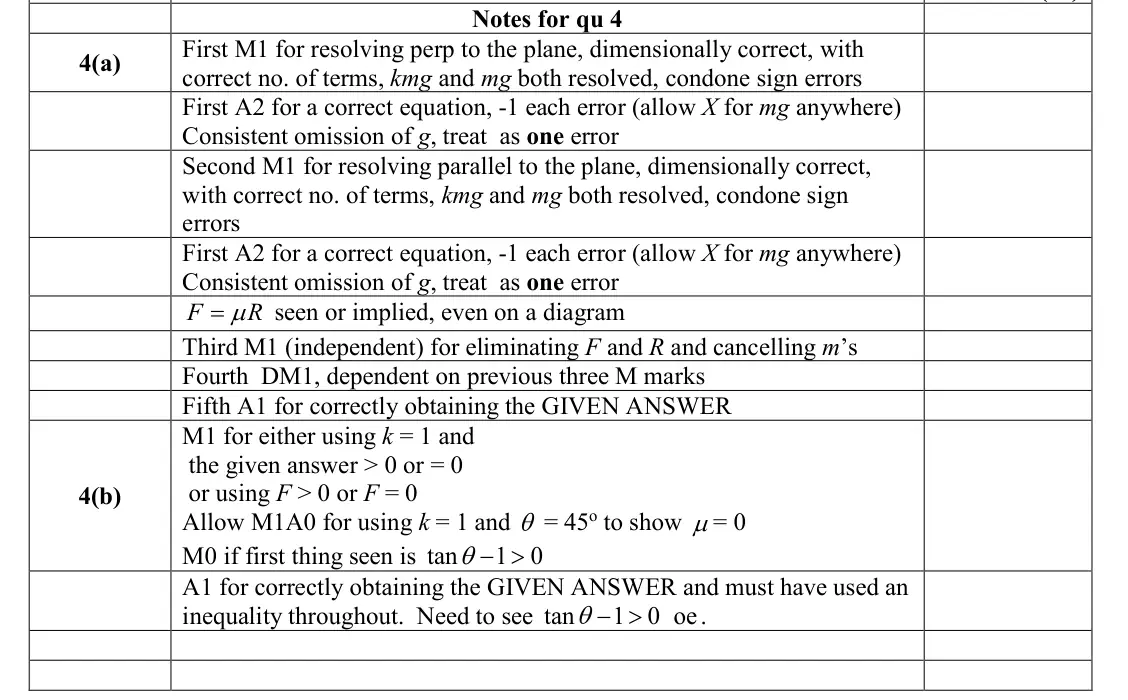 Notes for qu 4
4(a)
First M1 for resolving perp to the plane, dimensionally correct, with
correct no. of terms, kmg and mg both resolved, condone sign errors
First A2 for a correct equation, -1 each error (allow X for mg anywhere)
Consistent omission of g, treat as one error
Second M1 for resolving parallel to the plane, dimensionally correct,
with correct no. of terms, kmg and mg both resolved, condone sign
errors
First A2 for a correct equation, -1 each error (allow X for mg anywhere)
Consistent omission of g, treat as one error
F = μR seen or implied, even on a diagram
Third M1 (independent) for eliminating F and R and cancelling m’s
Fourth DM1, dependent on previous three M marks
Fifth A1 for correctly obtaining the GIVEN ANSWER
4(b)
M1 for either using k = 1 and
the given answer > 0 or = 0
or using F > 0 or F = 0
Allow M1A0 for using k = 1 and θ = 45º to show μ = 0
M0 if first thing seen is tan θ − 1 > 0
A1 for correctly obtaining the GIVEN ANSWER and must have used an
inequality throughout. Need to see tan θ − 1 > 0 oe.